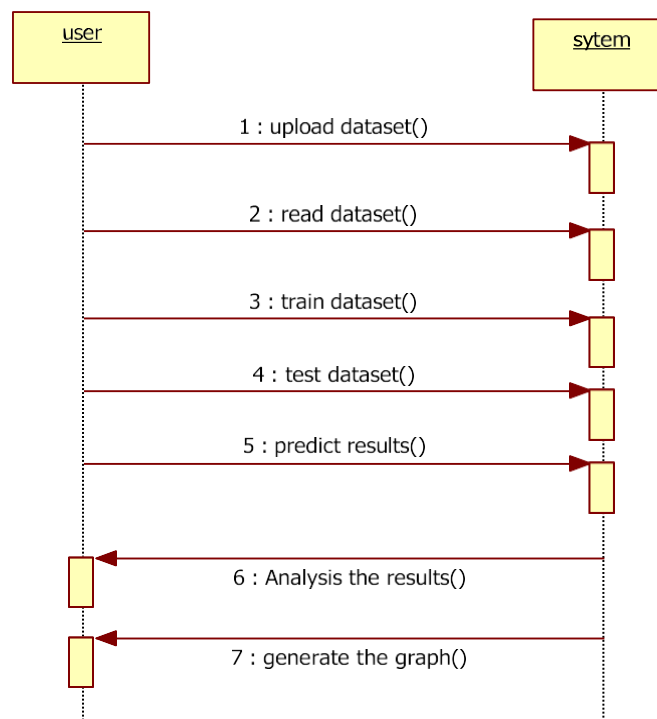 user
sytem
1 : upload dataset()
2 : read dataset()
3 : train dataset()
4 : test dataset()
5 : predict results()
6 : Analysis the results()
7 : generate the graph()